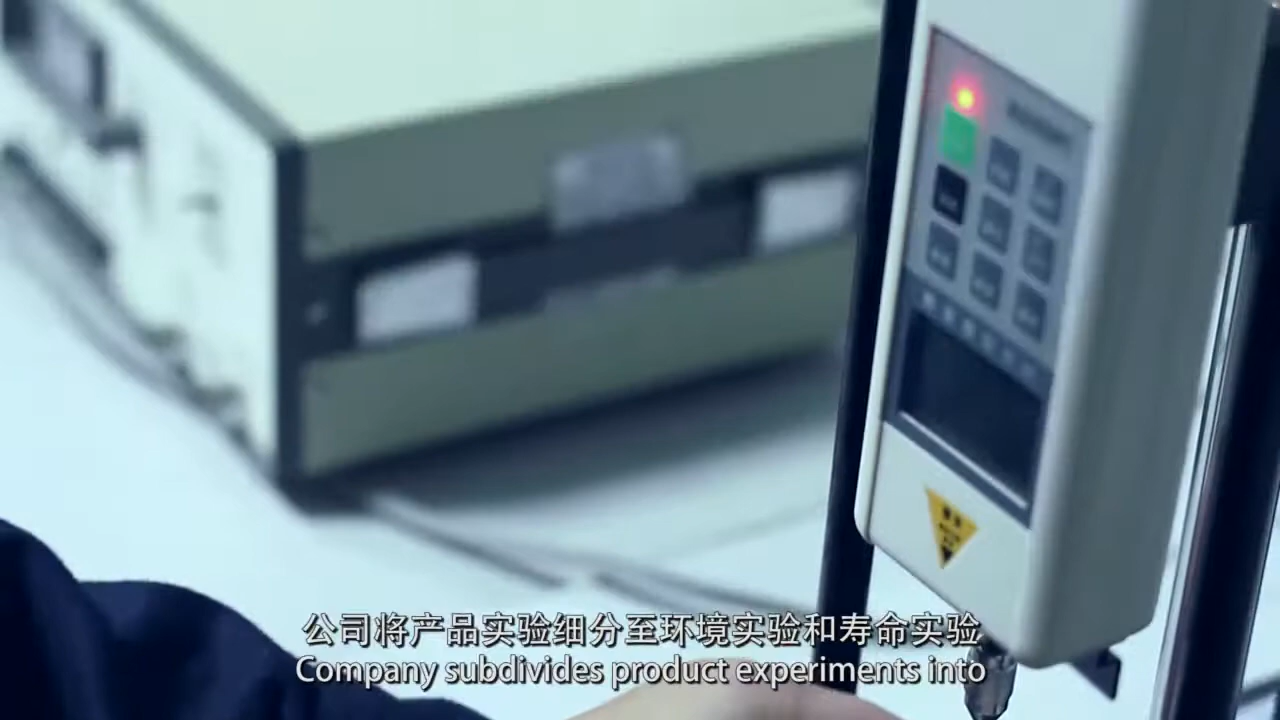 公司将产品实验细分至环境实验和寿命实验
Company subdivides product experiments into